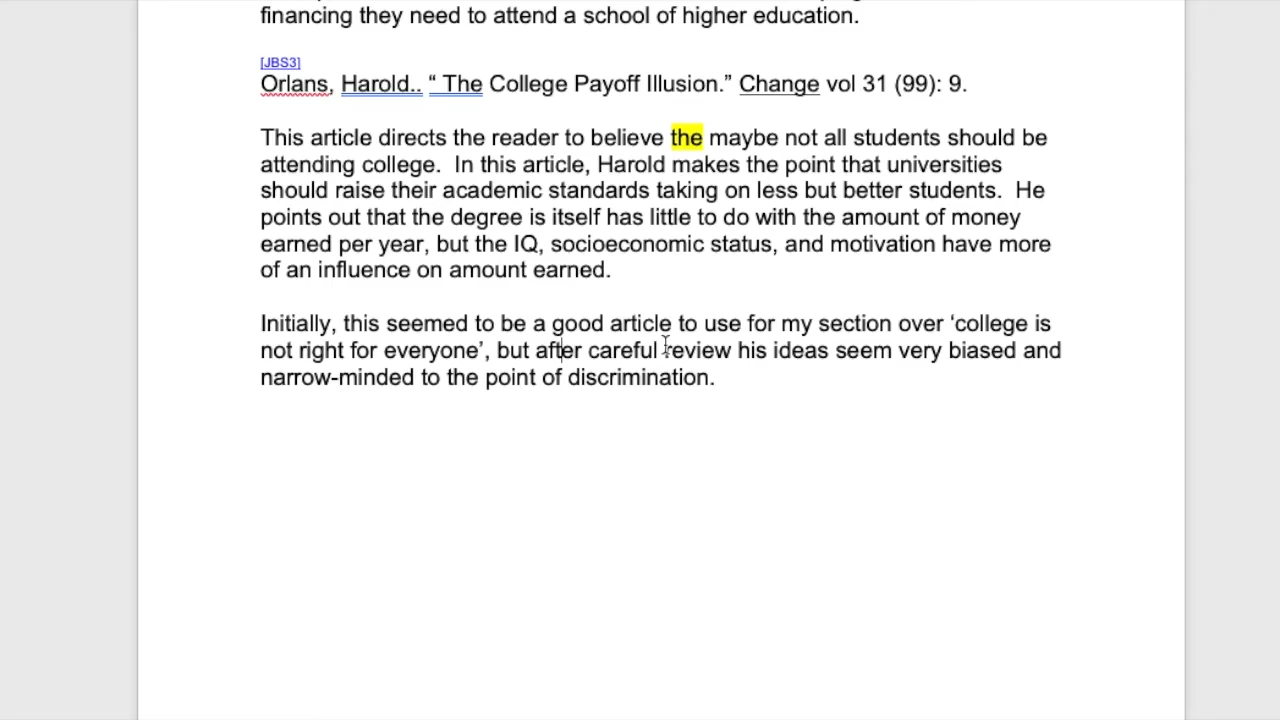 financing they need to attend a school of higher education.
[JBS3]
Orlans, Harold.. “ The College Payoff Illusion.” Change vol 31 (99): 9.
This article directs the reader to believe the maybe not all students should be
attending college.  In this article, Harold makes the point that universities
should raise their academic standards taking on less but better students.  He
points out that the degree is itself has little to do with the amount of money
earned per year, but the IQ, socioeconomic status, and motivation have more
of an influence on amount earned.
Initially, this seemed to be a good article to use for my section over ‘college is
not right for everyone’, but after careful review his ideas seem very biased and
narrow-minded to the point of discrimination.